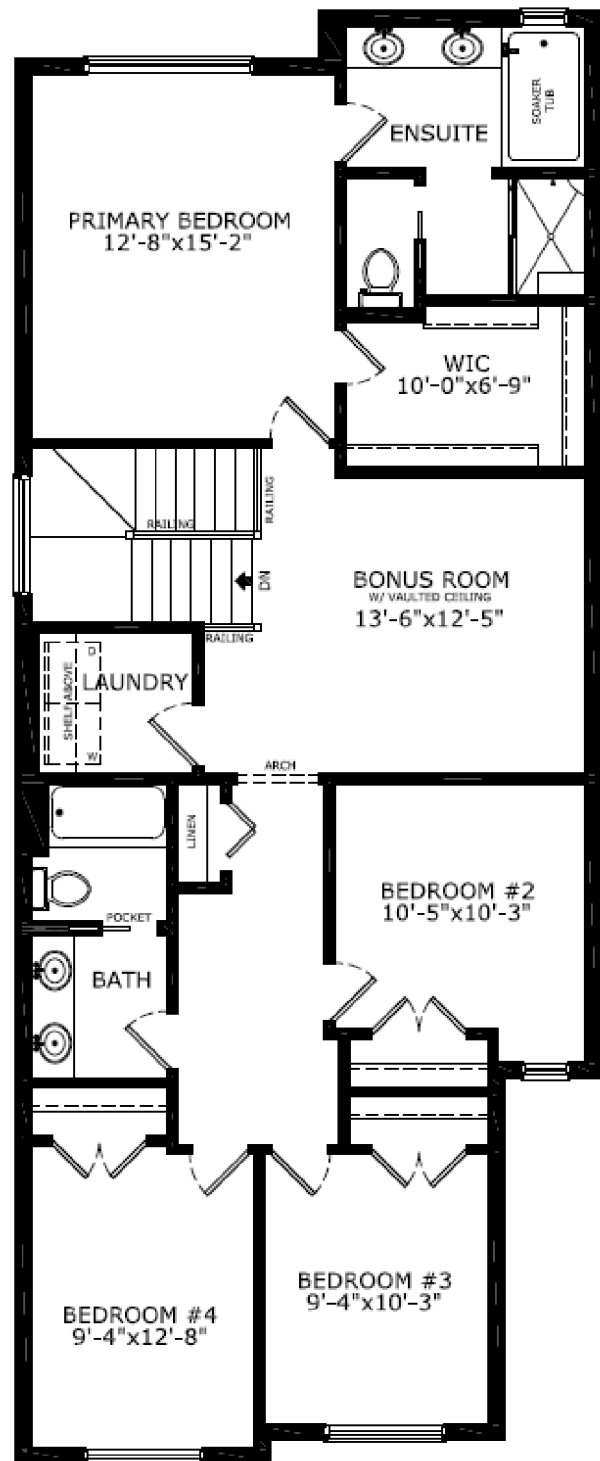 SOAKER
TUB
ENSUITE
PRIMARY BEDROOM
12'-8"x15'-2"
WIC
10'-0"x6'-9"
RAILING
RAILING
DN
BONUS ROOM
W/ VAULTED CEILING
13'-6"x12'-5"
RAILING
D
LAUNDRY
SHELF ABOVE
W
ARCH
LINEN
BEDROOM #2
10'-5"x10'-3"
POCKET
BATH
BEDROOM #3
9'-4"x10'-3"
BEDROOM #4
9'-4"x12'-8"